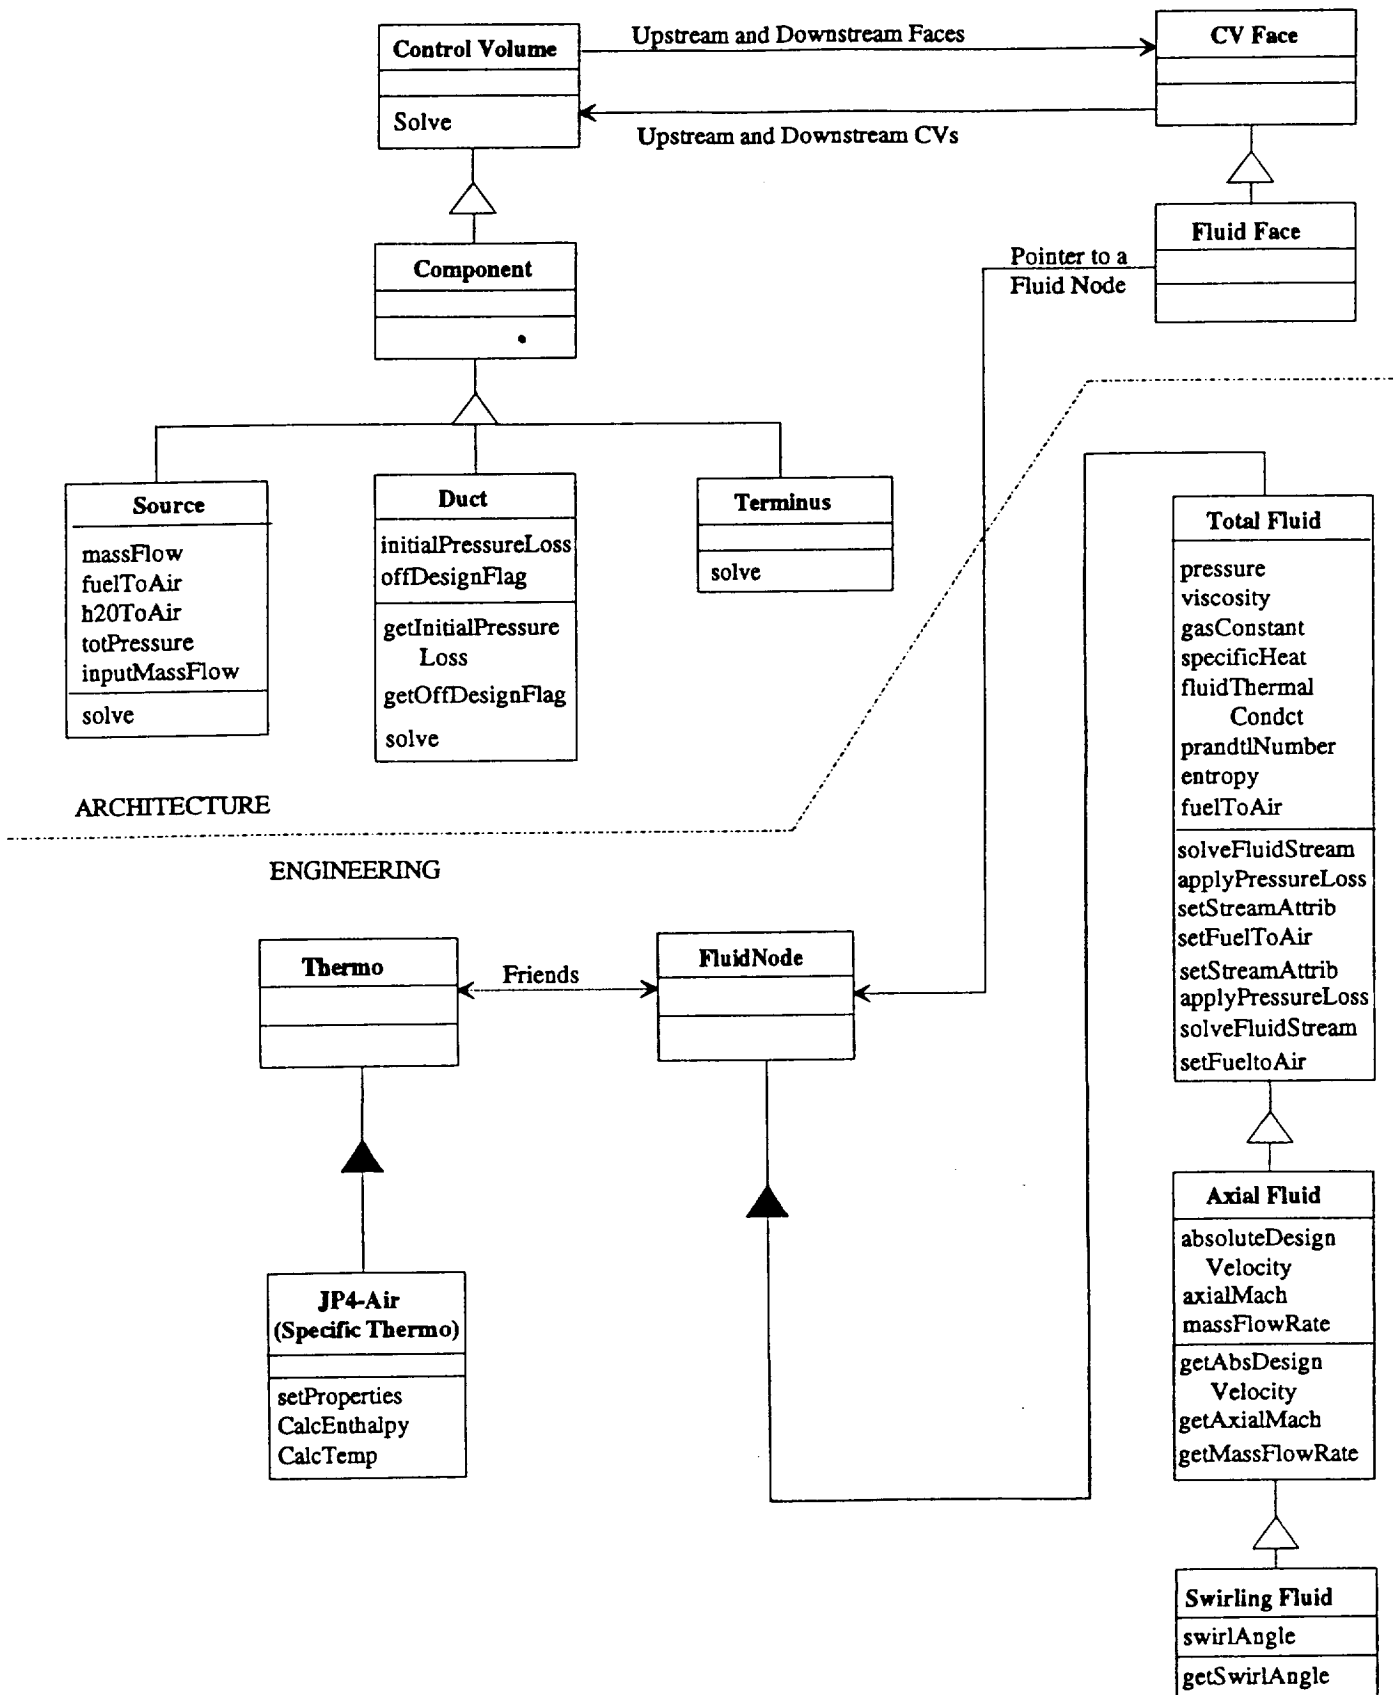 Control Volume
Solve
Upstream and Downstream Faces
Upstream and Downstream CVs
CV Face
Fluid Face
Pointer to a
Fluid Node
Component
Source
massFlow
fuelToAir
h20ToAir
totPressure
inputMassFlow
solve
Duct
initialPressureLoss
offDesignFlag
getInitialPressure
Loss
getOffDesignFlag
solve
Terminus
solve
ARCHITECTURE
ENGINEERING
Thermo
Friends
FluidNode
JP4-Air
(Specific Thermo)
setProperties
CalcEnthalpy
CalcTemp
Total Fluid
pressure
viscosity
gasConstant
specificHeat
fluidThermal
Condct
prandtlNumber
entropy
fuelToAir
solveFluidStream
applyPressureLoss
setStreamAttrib
setFuelToAir
setStreamAttrib
applyPressureLoss
solveFluidStream
setFueltoAir
Axial Fluid
absoluteDesign
Velocity
axialMach
massFlowRate
getAbsDesign
Velocity
getAxialMach
getMassFlowRate
Swirling Fluid
swirlAngle
getSwirlAngle